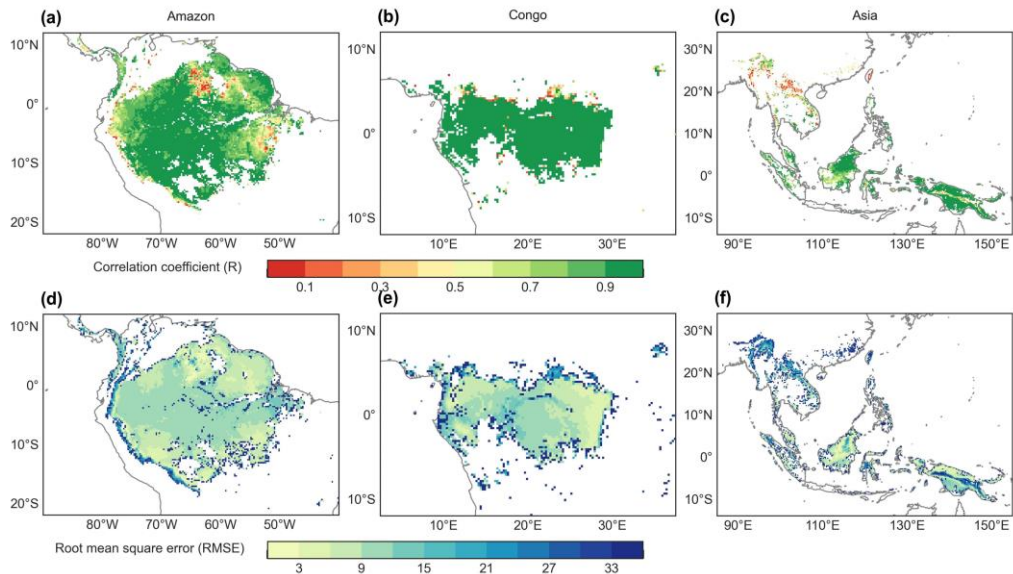 (a) Amazon (b) Congo (c) Asia
10°N 10°N 30°N
20°N
0° 0° 10°N
10°S 0°
20°S 10°S 10°S
80°W 70°W 60°W 50°W 10°E 20°E 30°E 90°E 110°E 130°E 150°E
Correlation coefficient (R)
0.1 0.3 0.5 0.7 0.9
(d) (e) (f)
10°N 10°N 30°N
20°N
0° 0° 10°N
10°S 0°
20°S 10°S 10°S
80°W 70°W 60°W 50°W 10°E 20°E 30°E 90°E 110°E 130°E 150°E
Root mean square error (RMSE)
3 9 15 21 27 33